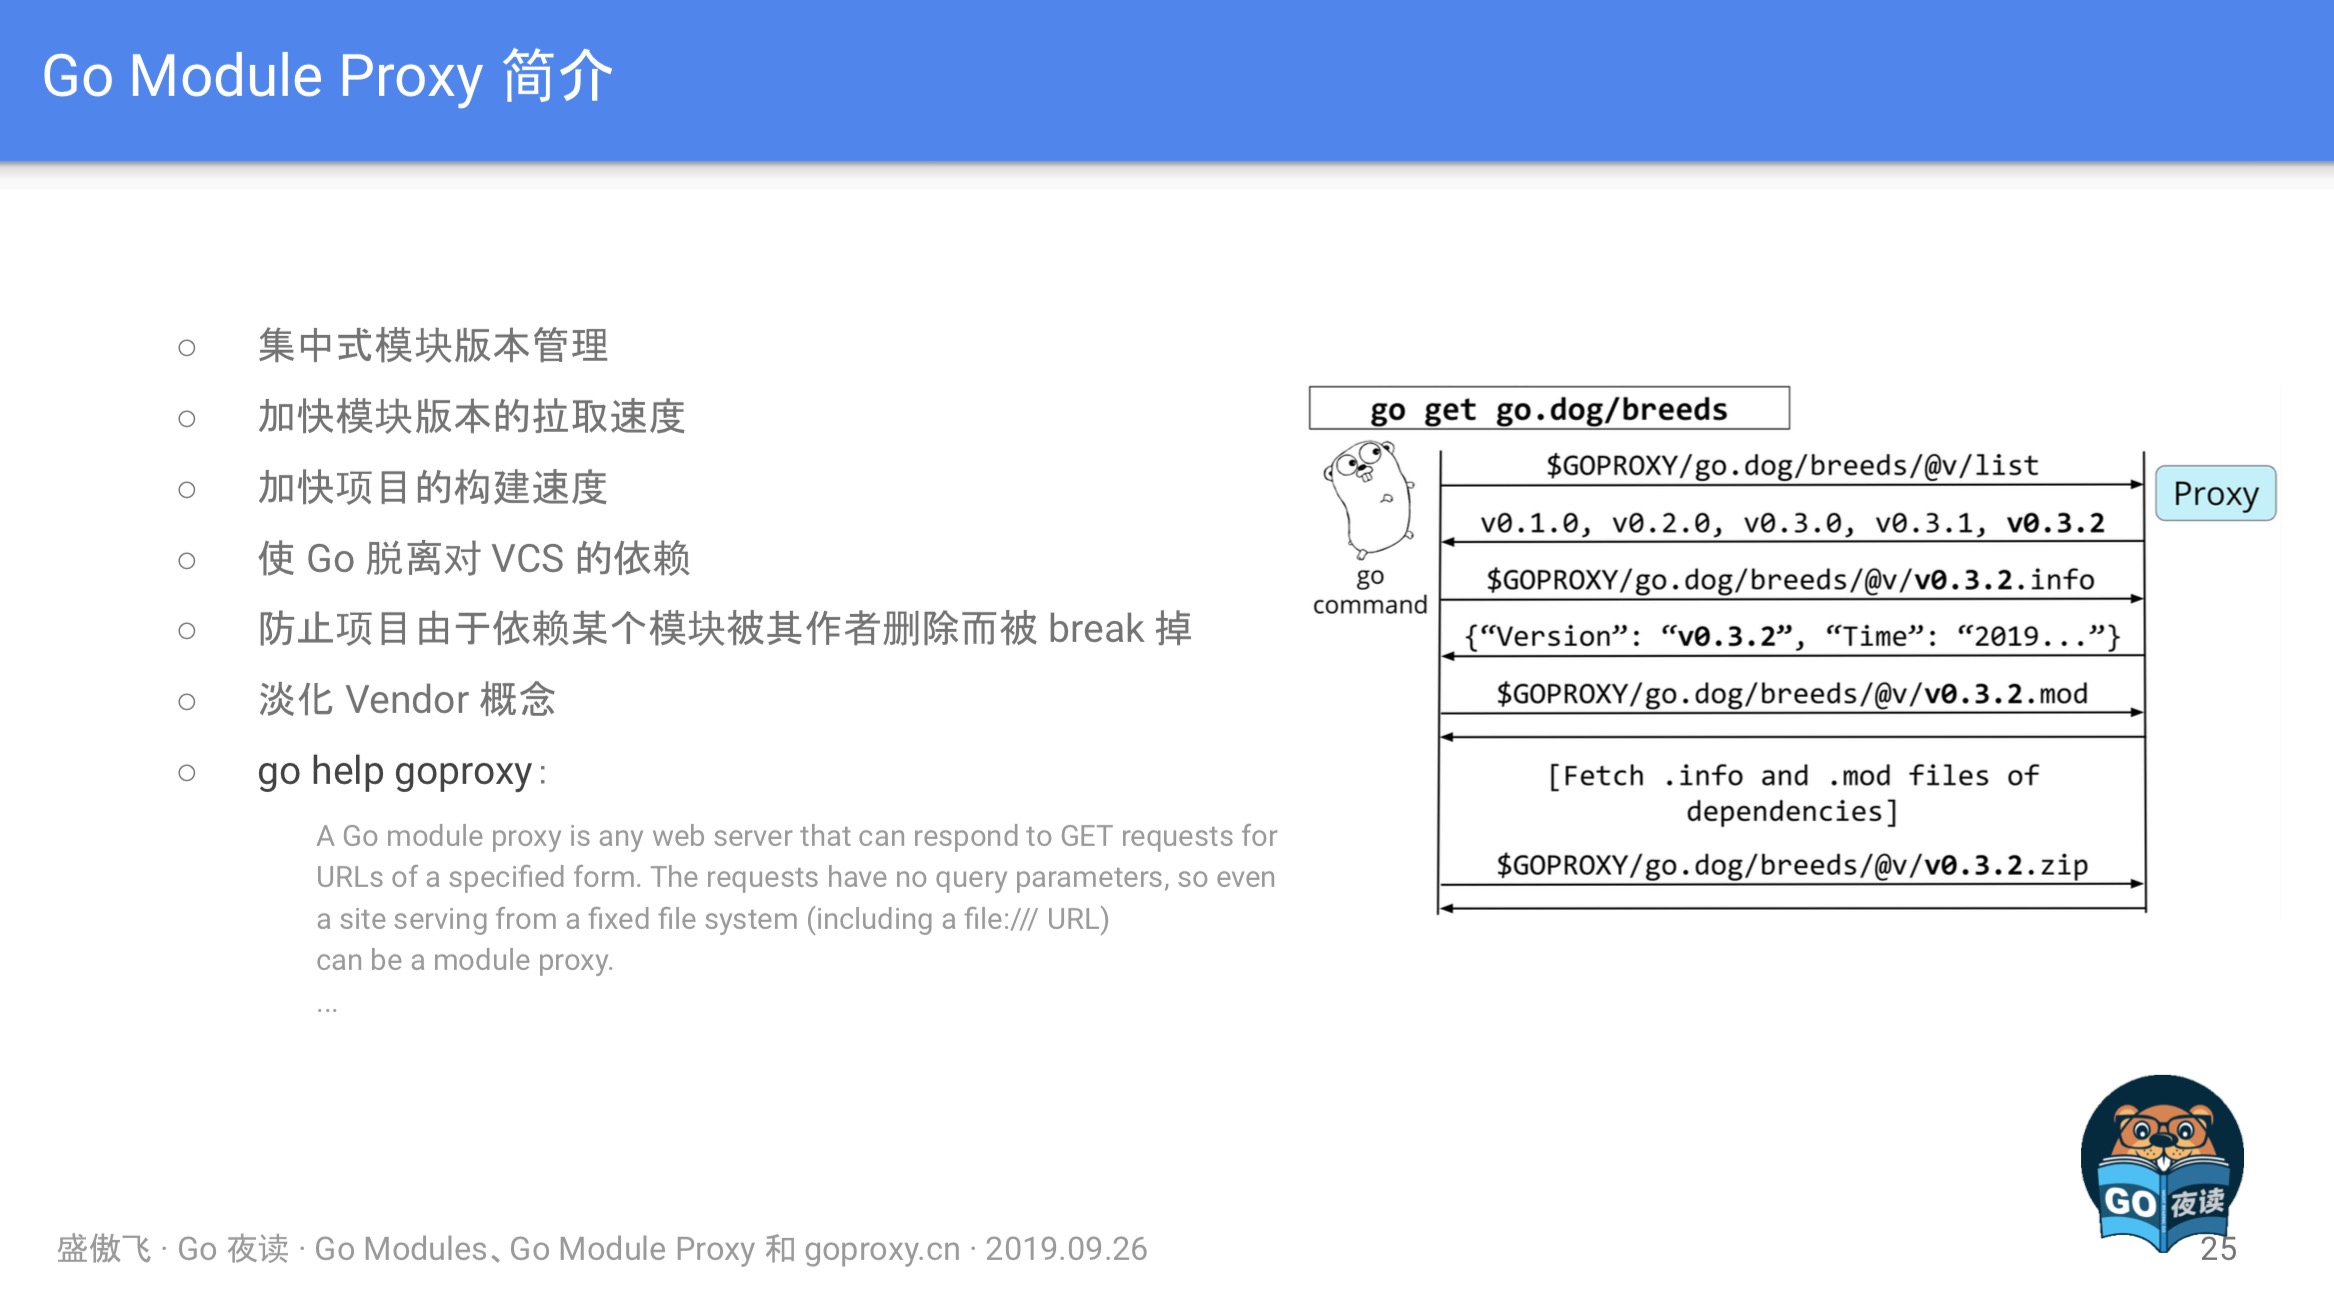 Go Module Proxy 简介
集中式模块版本管理
加快模块版本的拉取速度
加快项目的构建速度
使 Go 脱离对 VCS 的依赖
防止项目由于依赖某个模块被其作者删除而被 break 掉
淡化 Vendor 概念
go help goproxy：
A Go module proxy is any web server that can respond to GET requests for
URLs of a specified form. The requests have no query parameters, so even
a site serving from a fixed file system (including a file:/// URL)
can be a module proxy.
...
go get go.dog/breeds
go
command
Proxy
$GOPROXY/go.dog/breeds/@v/list
v0.1.0, v0.2.0, v0.3.0, v0.3.1, v0.3.2
$GOPROXY/go.dog/breeds/@v/v0.3.2.info
{“Version”: “v0.3.2”, “Time”: “2019...”}
$GOPROXY/go.dog/breeds/@v/v0.3.2.mod
[Fetch .info and .mod files of
dependencies]
$GOPROXY/go.dog/breeds/@v/v0.3.2.zip
GO 夜读
盛傲飞 · Go 夜读 · Go Modules、Go Module Proxy 和 goproxy.cn · 2019.09.26
25